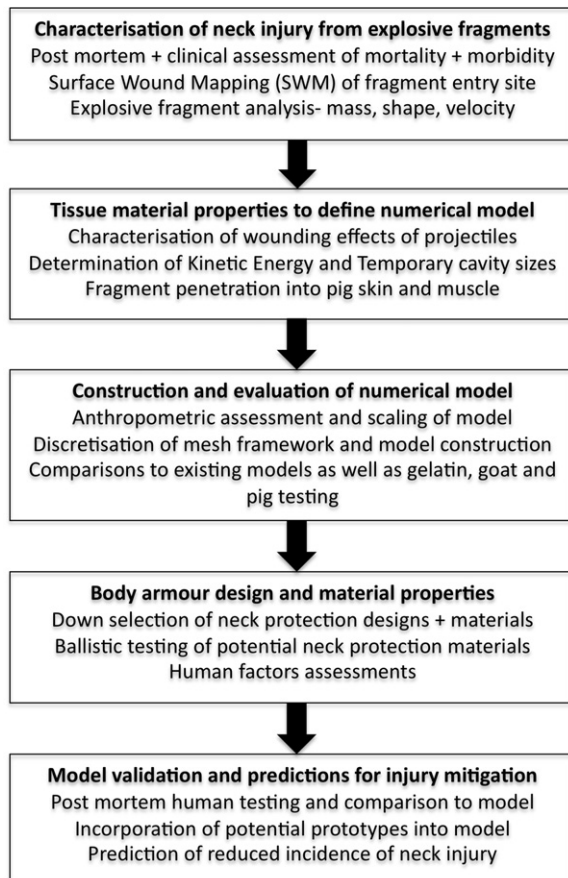 Characterisation of neck injury from explosive fragments
Post mortem + clinical assessment of mortality + morbidity
Surface Wound Mapping (SWM) of fragment entry site
Explosive fragment analysis- mass, shape, velocity
Tissue material properties to define numerical model
Characterisation of wounding effects of projectiles
Determination of Kinetic Energy and Temporary cavity sizes
Fragment penetration into pig skin and muscle
Construction and evaluation of numerical model
Anthropometric assessment and scaling of model
Discretisation of mesh framework and model construction
Comparisons to existing models as well as gelatin, goat and
pig testing
Body armour design and material properties
Down selection of neck protection designs + materials
Ballistic testing of potential neck protection materials
Human factors assessments
Model validation and predictions for injury mitigation
Post mortem human testing and comparison to model
Incorporation of potential prototypes into model
Prediction of reduced incidence of neck injury